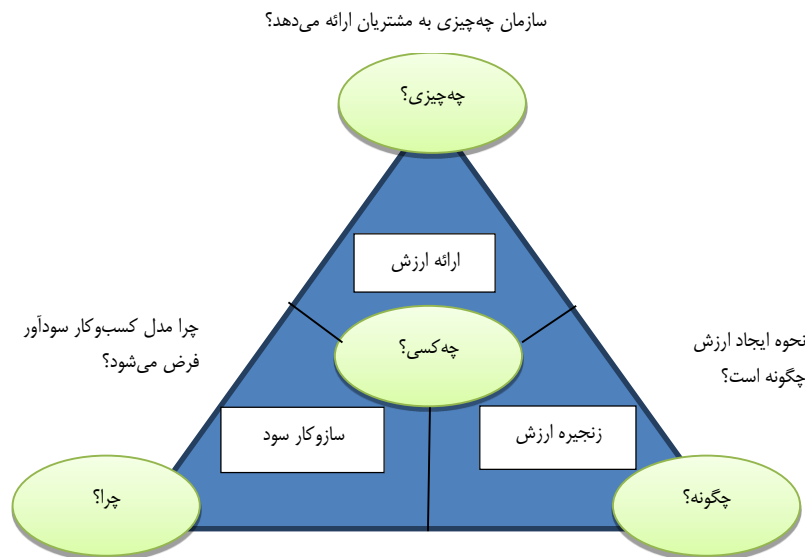 سازمان چه‌چیزی به مشتریان ارائه می‌دهد؟
چه‌چیزی؟
ارائه ارزش
چرا مدل کسب‌وکار سودآور
فرض می‌شود؟
چه‌کسی؟
نحوه ایجاد ارزش
چگونه است؟
زنجیره ارزش
سازوکار سود
چگونه؟
چرا؟